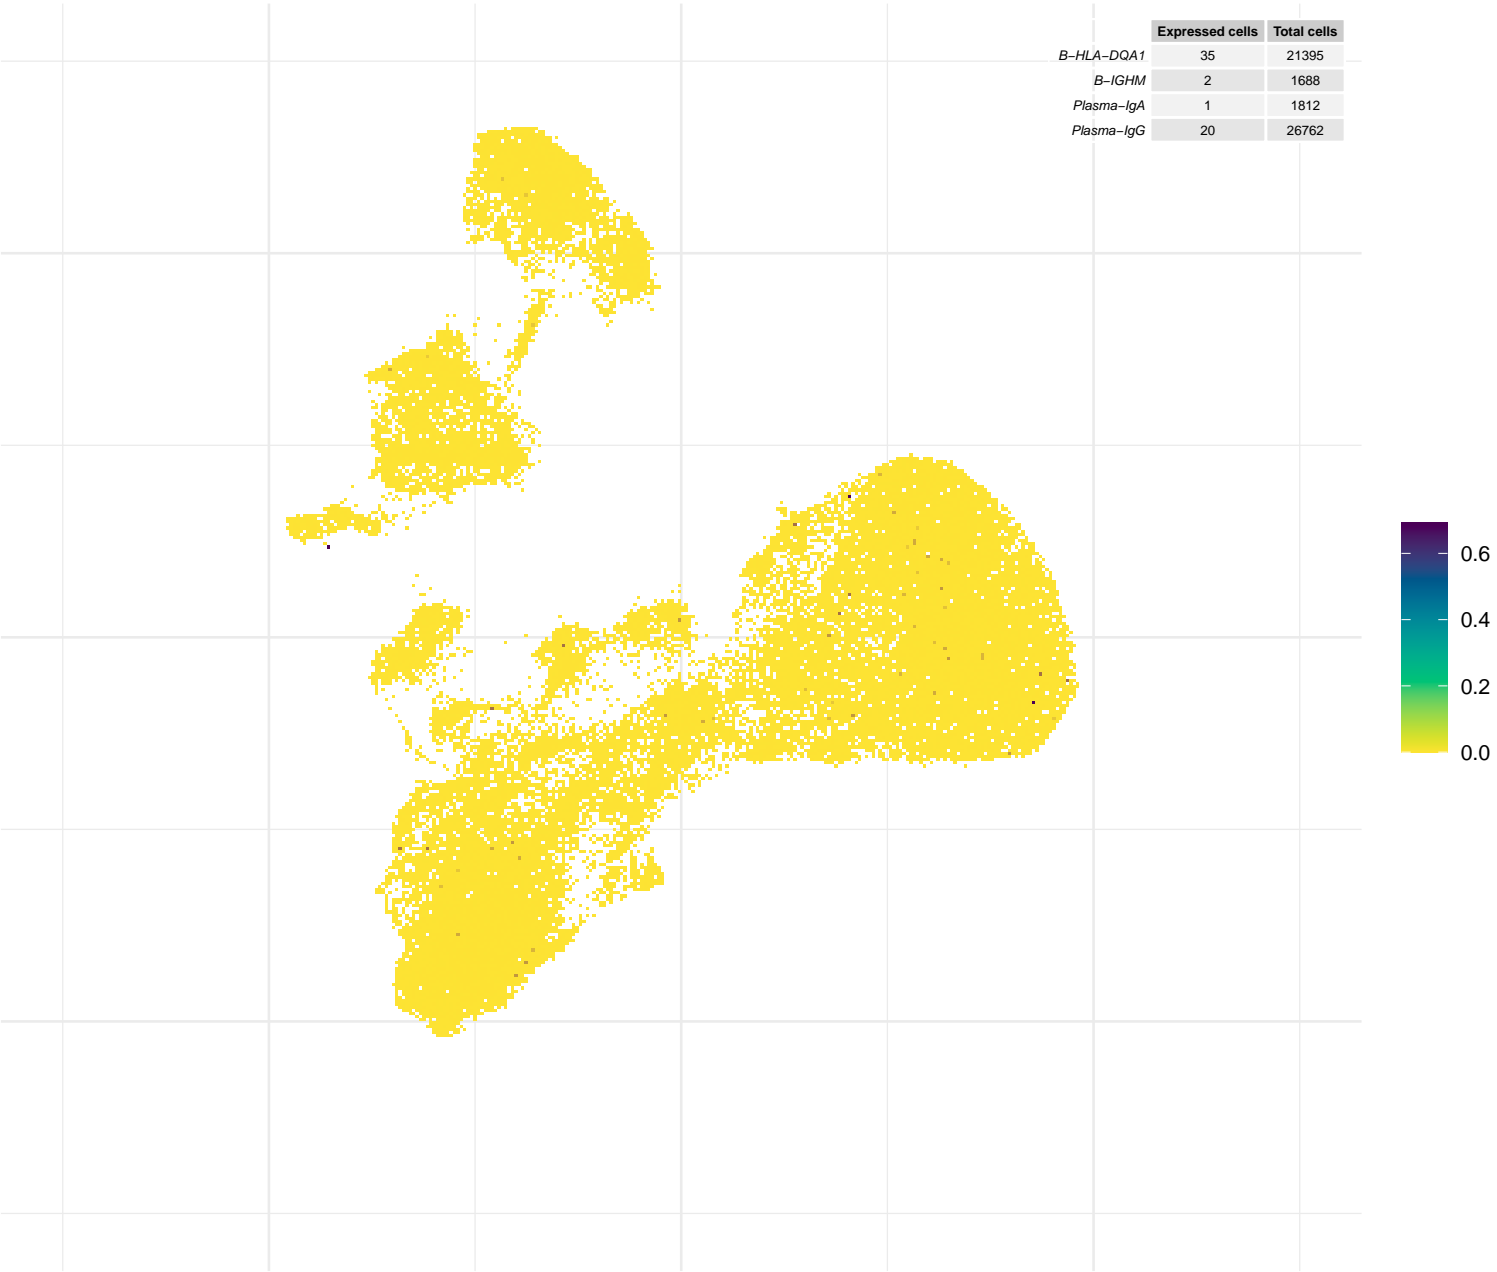 Expressed cells Total cells
B−HLA−DQA1 35 21395
B−IGHM 2 1688
Plasma−IgA 1 1812
Plasma−IgG 20 26762
0.6
0.4
0.2
0.0